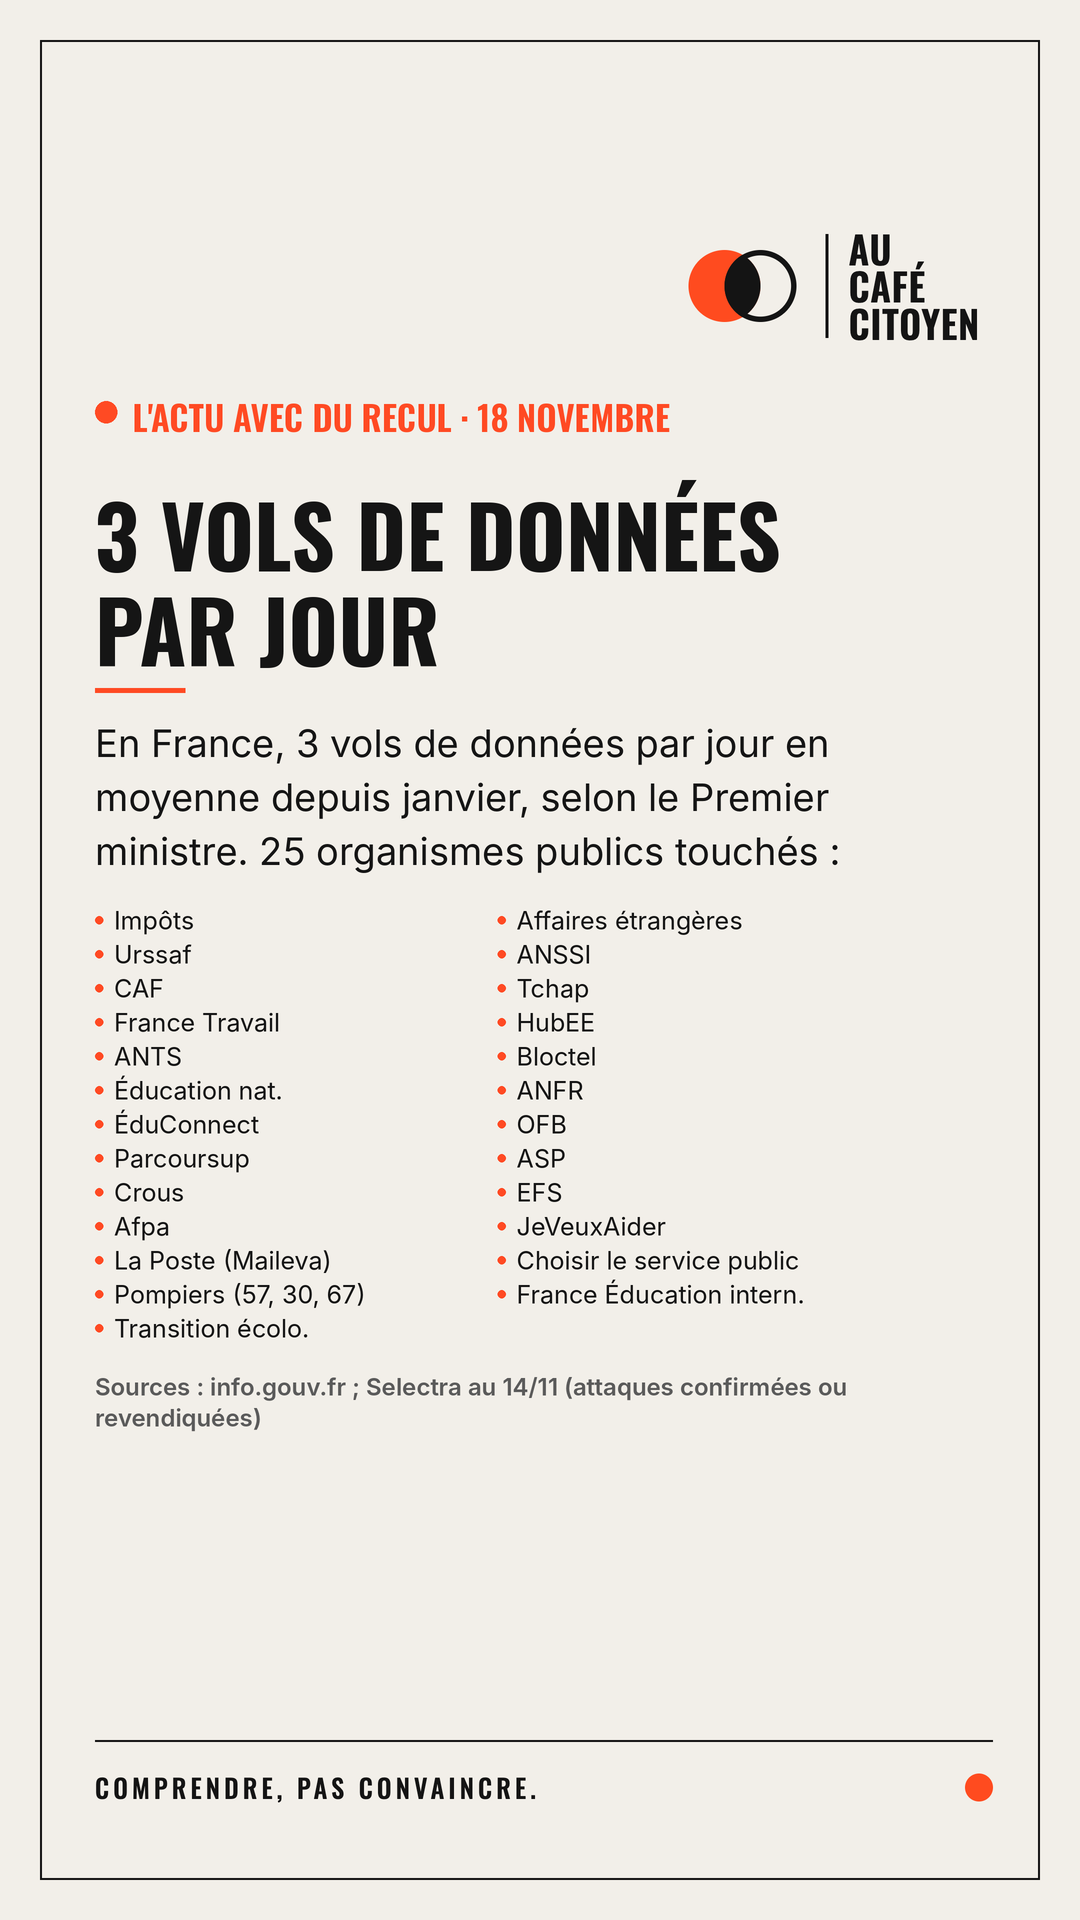 AU
CAFÉ
CITOYEN
L'ACTU AVEC DU RECUL · 18 NOVEMBRE
3 VOLS DE DONNÉES
PAR JOUR
En France, 3 vols de données par jour en
moyenne depuis janvier, selon le Premier
ministre. 25 organismes publics touchés :
• Impôts
• Urssaf
• CAF
• France Travail
• ANTS
• Éducation nat.
• ÉduConnect
• Parcoursup
• Crous
• Afpa
• La Poste (Maileva)
• Pompiers (57, 30, 67)
• Transition écolo.
• Affaires étrangères
• ANSSI
• Tchap
• HubEE
• Bloctel
• ANFR
• OFB
• ASP
• EFS
• JeVeuxAider
• Choisir le service public
• France Éducation intern.
Sources : info.gouv.fr ; Selectra au 14/11 (attaques confirmées ou
revendiquées)
COMPRENDRE, PAS CONVAINCRE.